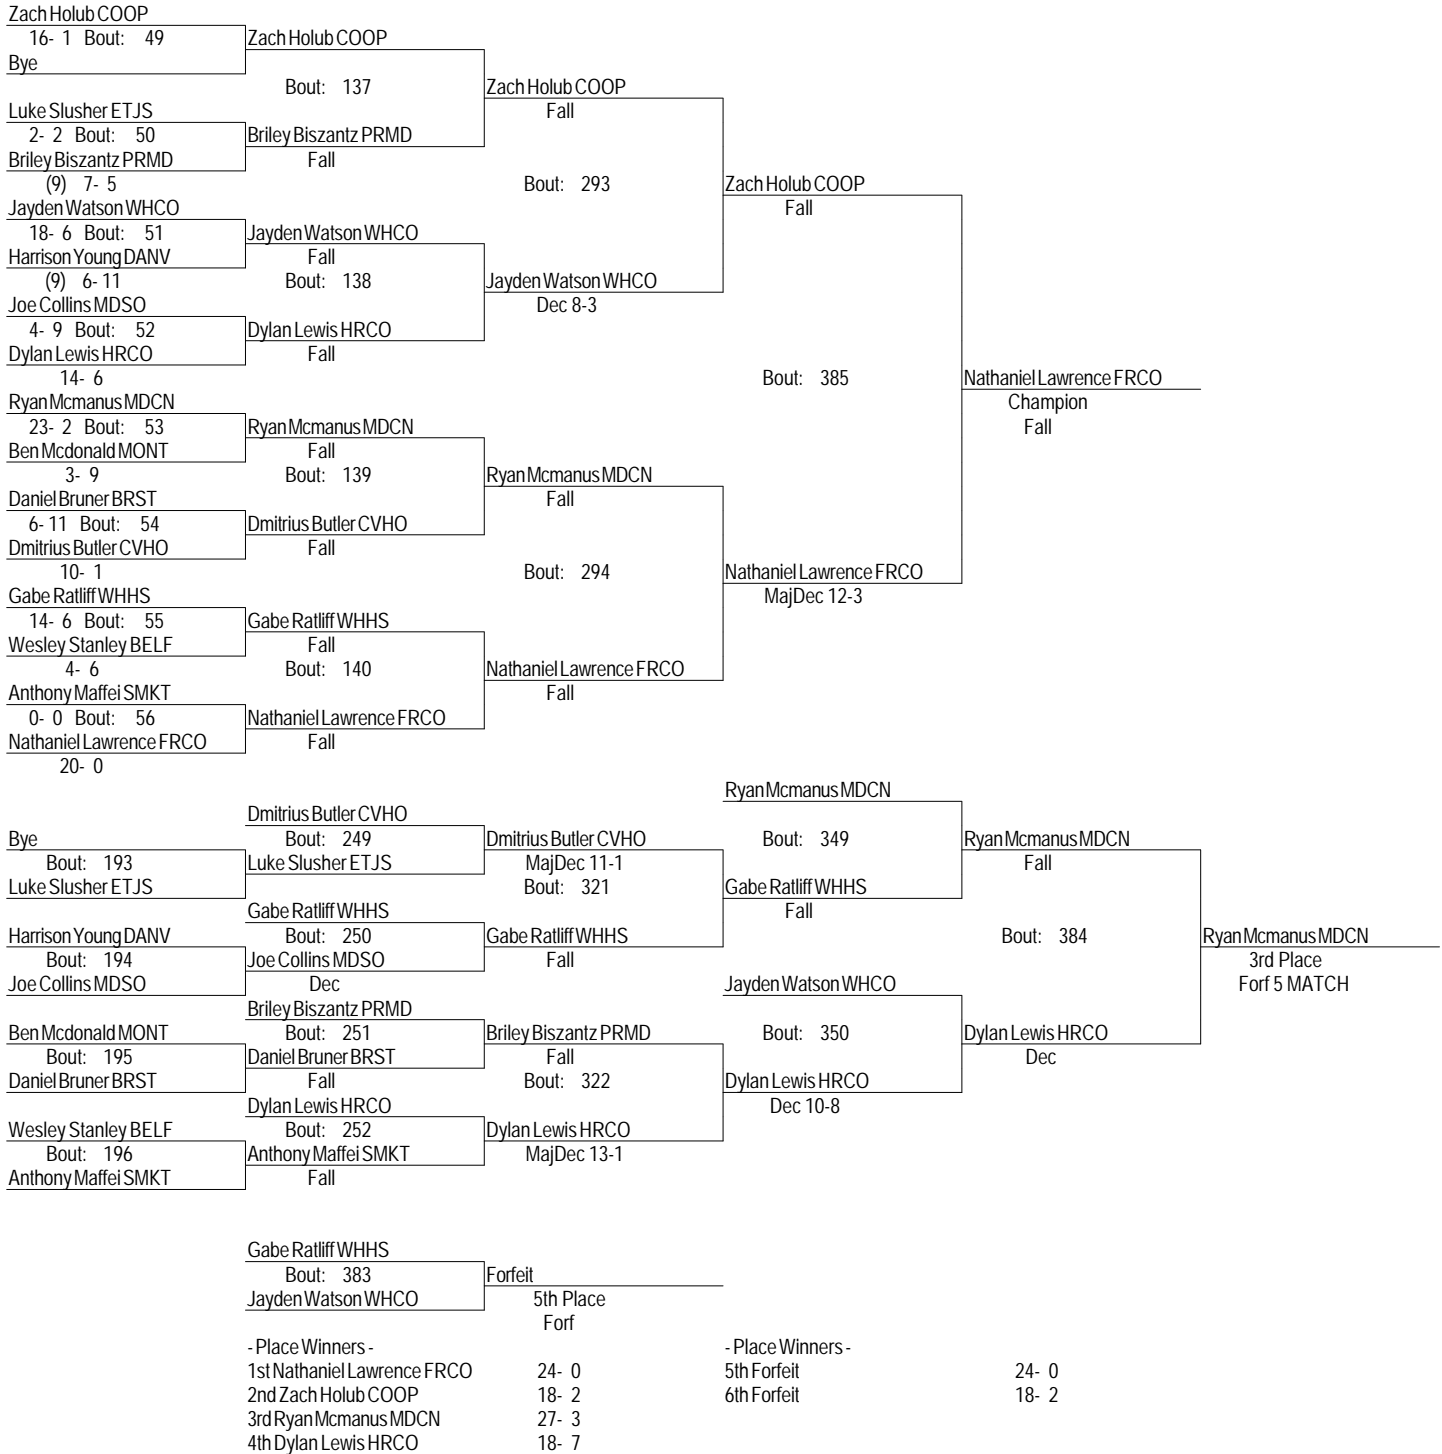 Zach Holub COOP
16- 1 Bout: 49
Zach Holub COOP
Bye
Bout: 137
Zach Holub COOP
Luke Slusher ETJS
Fall
2- 2 Bout: 50
Briley Biszantz PRMD
Briley Biszantz PRMD
Fall
(9) 7- 5
Bout: 293
Zach Holub COOP
Jayden Watson WHCO
Fall
18- 6 Bout: 51
Jayden Watson WHCO
Harrison Young DANV
Fall
(9) 6- 11
Bout: 138
Jayden Watson WHCO
Joe Collins MDSO
Dec 8-3
4- 9 Bout: 52
Dylan Lewis HRCO
Dylan Lewis HRCO
Fall
14- 6
Bout: 385
Nathaniel Lawrence FRCO
Ryan Mcmanus MDCN
Champion
23- 2 Bout: 53
Ryan Mcmanus MDCN
Fall
Ben Mcdonald MONT
Fall
3- 9
Bout: 139
Ryan Mcmanus MDCN
Daniel Bruner BRST
Fall
6- 11 Bout: 54
Dmitrius Butler CVHO
Dmitrius Butler CVHO
Fall
10- 1
Bout: 294
Nathaniel Lawrence FRCO
Gabe Ratliff WHHS
MajDec 12-3
14- 6 Bout: 55
Gabe Ratliff WHHS
Wesley Stanley BELF
Fall
4- 6
Bout: 140
Nathaniel Lawrence FRCO
Anthony Maffei SMKT
Fall
0- 0 Bout: 56
Nathaniel Lawrence FRCO
Nathaniel Lawrence FRCO
Fall
20- 0
Ryan Mcmanus MDCN
Dmitrius Butler CVHO
Bye
Bout: 249
Dmitrius Butler CVHO
Bout: 349
Ryan Mcmanus MDCN
Bout: 193
Luke Slusher ETJS
MajDec 11-1
Fall
Luke Slusher ETJS
Bout: 321
Gabe Ratliff WHHS
Gabe Ratliff WHHS
Fall
Harrison Young DANV
Bout: 250
Gabe Ratliff WHHS
Bout: 384
Ryan Mcmanus MDCN
Bout: 194
Joe Collins MDSO
Fall
3rd Place
Joe Collins MDSO
Dec
Jayden Watson WHCO
Forf 5 MATCH
Briley Biszantz PRMD
Ben Mcdonald MONT
Bout: 251
Briley Biszantz PRMD
Bout: 350
Dylan Lewis HRCO
Bout: 195
Daniel Bruner BRST
Fall
Dec
Daniel Bruner BRST
Fall
Bout: 322
Dylan Lewis HRCO
Dylan Lewis HRCO
Dec 10-8
Wesley Stanley BELF
Bout: 252
Dylan Lewis HRCO
Bout: 196
Anthony Maffei SMKT
MajDec 13-1
Anthony Maffei SMKT
Fall
Gabe Ratliff WHHS
Bout: 383
Forfeit
Jayden Watson WHCO
5th Place
Forf
- Place Winners -
1st Nathaniel Lawrence FRCO 24- 0
2nd Zach Holub COOP 18- 2
3rd Ryan Mcmanus MDCN 27- 3
4th Dylan Lewis HRCO 18- 7
- Place Winners -
5th Forfeit 24- 0
6th Forfeit 18- 2